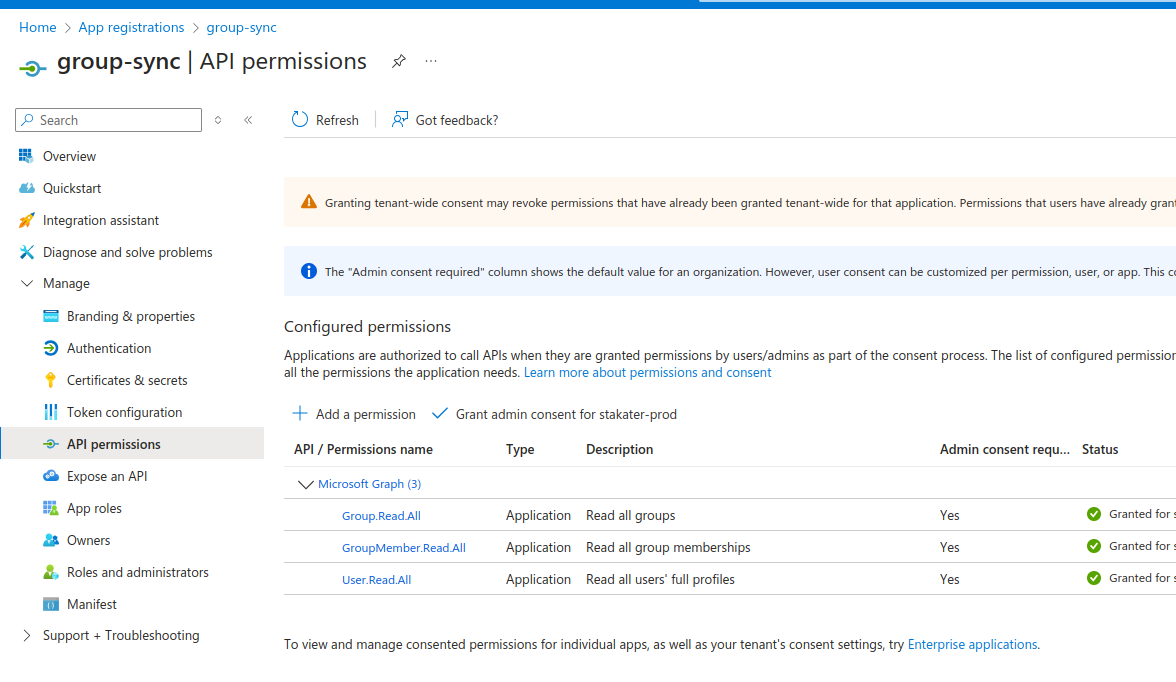 Home > App registrations > group-sync
group-sync | API permissions
Search
Refresh
Got feedback?
Overview
Quickstart
Integration assistant
Diagnose and solve problems
Manage
Branding & properties
Authentication
Certificates & secrets
Token configuration
API permissions
Expose an API
App roles
Owners
Roles and administrators
Manifest
Support + Troubleshooting
Granting tenant-wide consent may revoke permissions that have already been granted tenant-wide for that application. Permissions that users have already
The "Admin consent required" column shows the default value for an organization. However, user consent can be customized per permission, user, or app. This
Configured permissions
Applications are authorized to call APIs when they are granted permissions by users/admins as part of the consent process. The list of configured
all the permissions the application needs. Learn more about permissions and consent
Add a permission
Grant admin consent for stakater-prod
API / Permissions name Type Description Admin consent requ... Status
Microsoft Graph (3)
Group.Read.All Application Read all groups Yes Granted for
GroupMember.Read.All Application Read all group memberships Yes Granted for
User.Read.All Application Read all users' full profiles Yes Granted for
To view and manage consented permissions for individual apps, as well as your tenant's consent settings, try Enterprise applications.